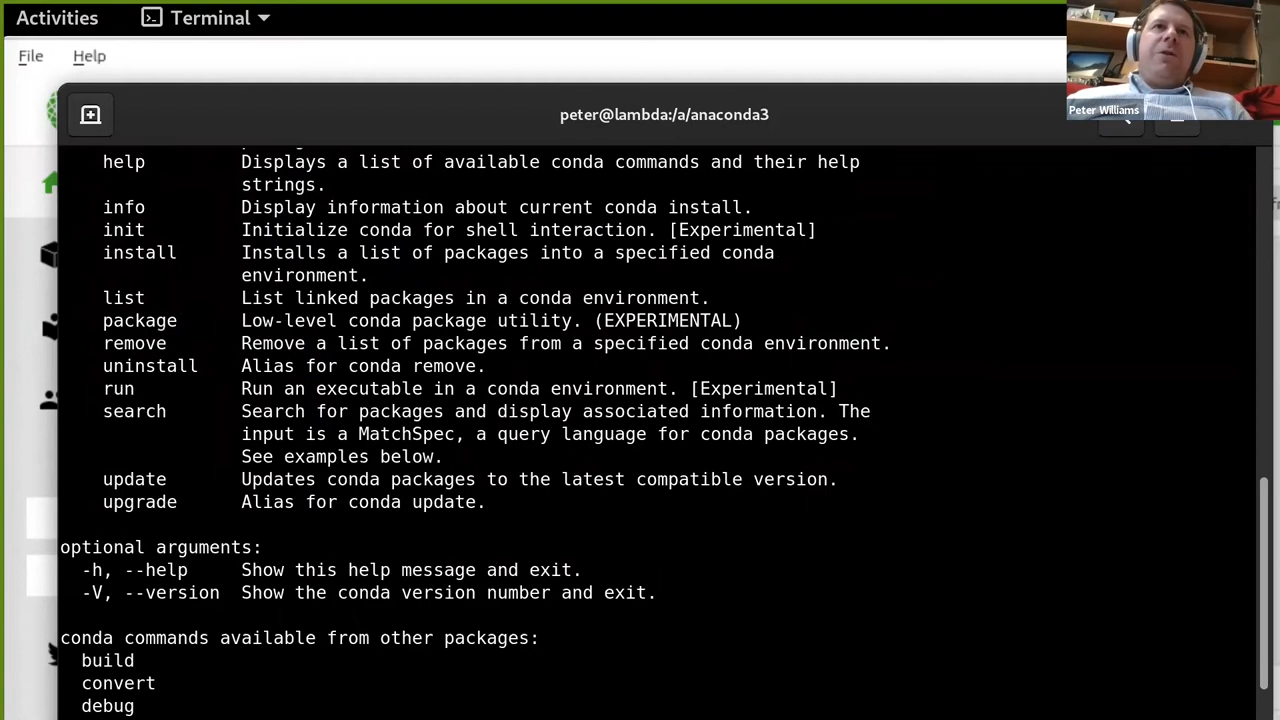 Activities
Terminal
File
Help
Peter Williams
peter@lambda:/a/anaconda3
help Displays a list of available conda commands and their help
strings.
info Display information about current conda install.
init Initialize conda for shell interaction. [Experimental]
install Installs a list of packages into a specified conda
environment.
list List linked packages in a conda environment.
package Low-level conda package utility. (EXPERIMENTAL)
remove Remove a list of packages from a specified conda environment.
uninstall Alias for conda remove.
run Run an executable in a conda environment. [Experimental]
search Search for packages and display associated information. The
input is a MatchSpec, a query language for conda packages.
See examples below.
update Updates conda packages to the latest compatible version.
upgrade Alias for conda update.
optional arguments:
-h, --help Show this help message and exit.
-V, --version Show the conda version number and exit.
conda commands available from other packages:
build
convert
debug